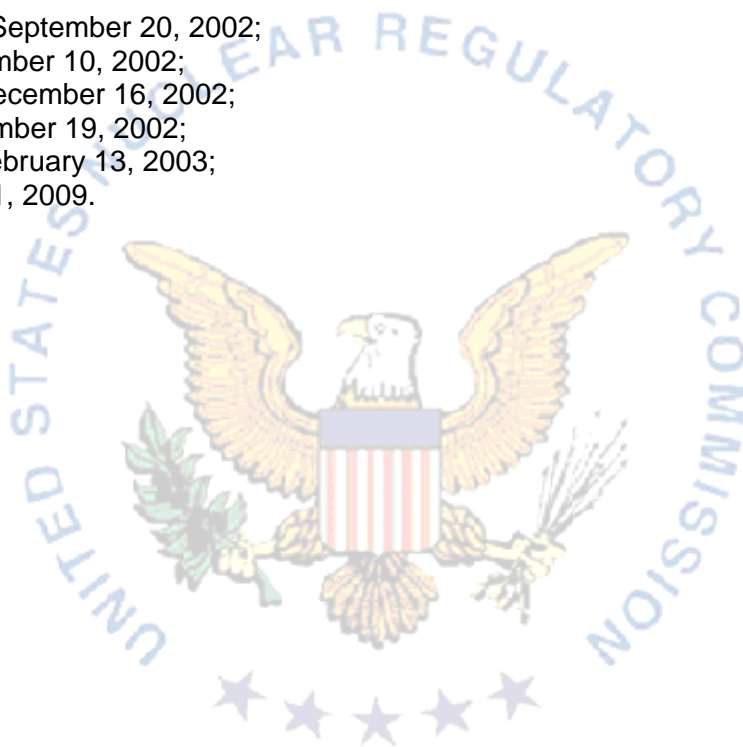 September 20, 2002;
mber 10, 2002;
ecember 16, 2002;
mber 19, 2002;
ebruary 13, 2003;
, 2009.
UNITED STATES NUCLEAR REGULATORY COMMISSION